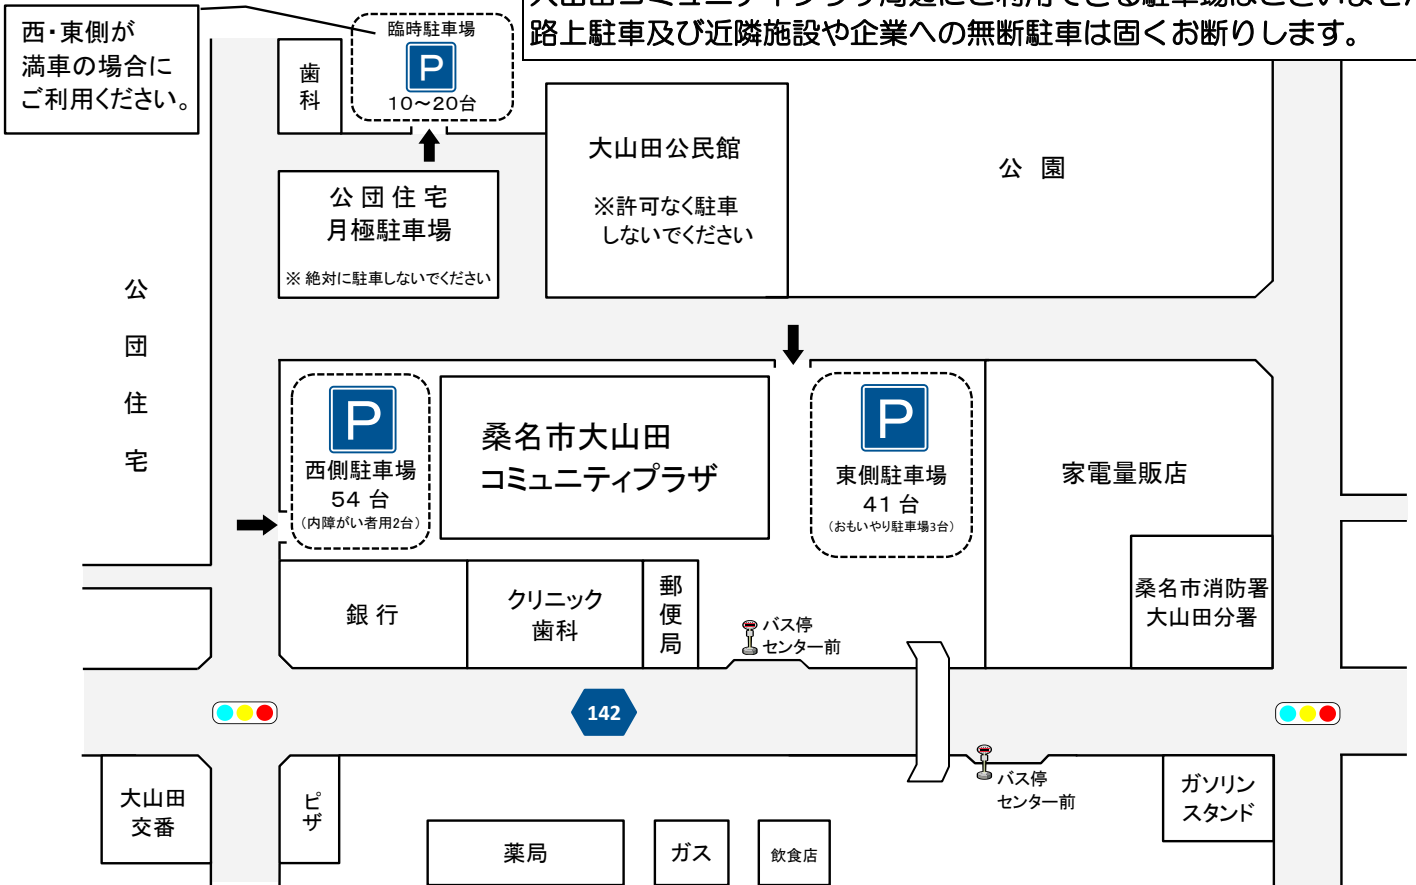 西・東側が
満車の場合に
ご利用ください。
臨時駐車場
P
10～20台
路上駐車及び近隣施設や企業への無断駐車は固くお断りします。
歯
科
公団住宅
月極駐車場
※ 絶対に駐車しないでください
大山田公民館
※許可なく駐車
しないでください
公 園
公
団
住
宅
P
西側駐車場
54 台
（内障がい者用2台）
桑名市大山田
コミュニティプラザ
P
東側駐車場
41 台
（おもいやり駐車場3台）
家電量販店
桑名市消防署
大山田分署
銀 行
クリニック
歯科
郵
便
局
バス停
センター前
142
バス停
センター前
大山田
交番
ピ
ザ
薬局
ガス
飲食店
ガソリン
スタンド